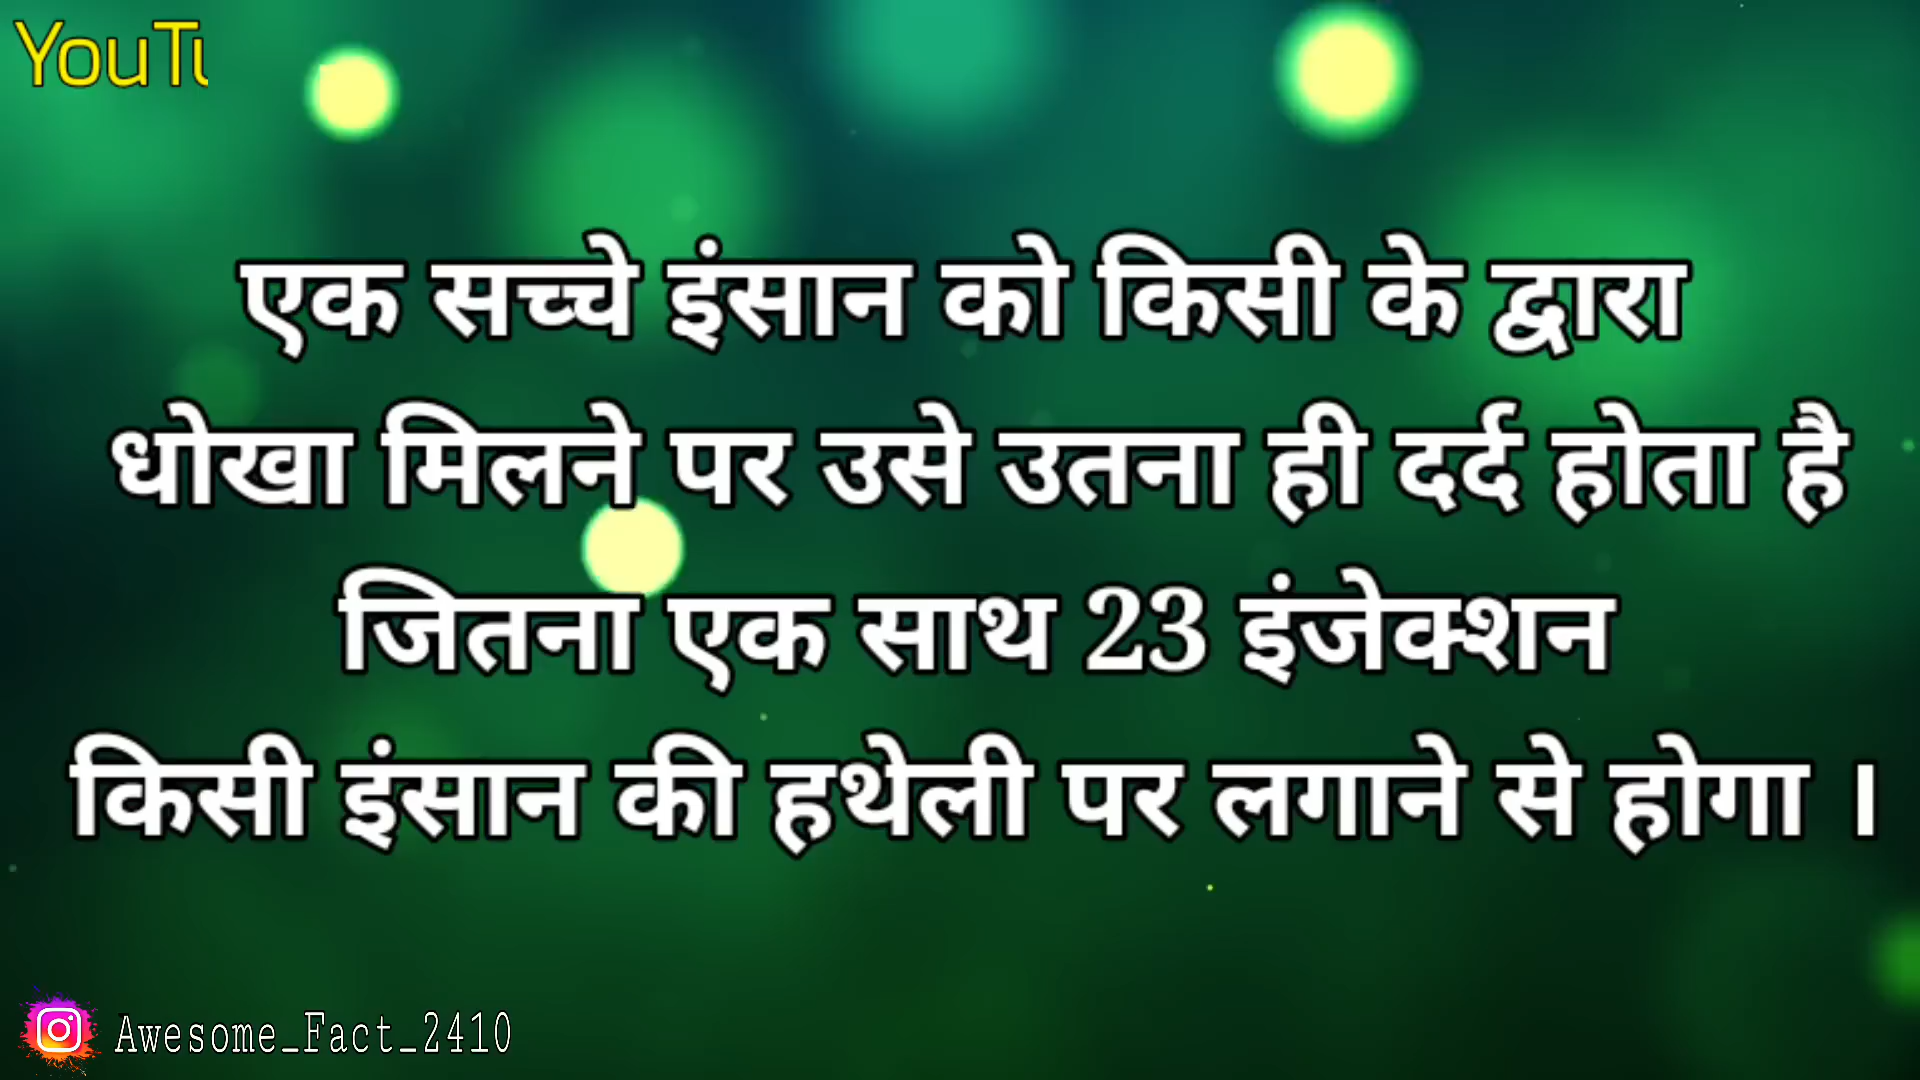 YouTu
एक सच्चे इंसान को किसी के द्वारा
धोखा मिलने पर उसे उतना ही दर्द होता है
जितना एक साथ 23 इंजेक्शन
किसी इंसान की हथेली पर लगाने से होगा ।
Awesome_Fact_2410